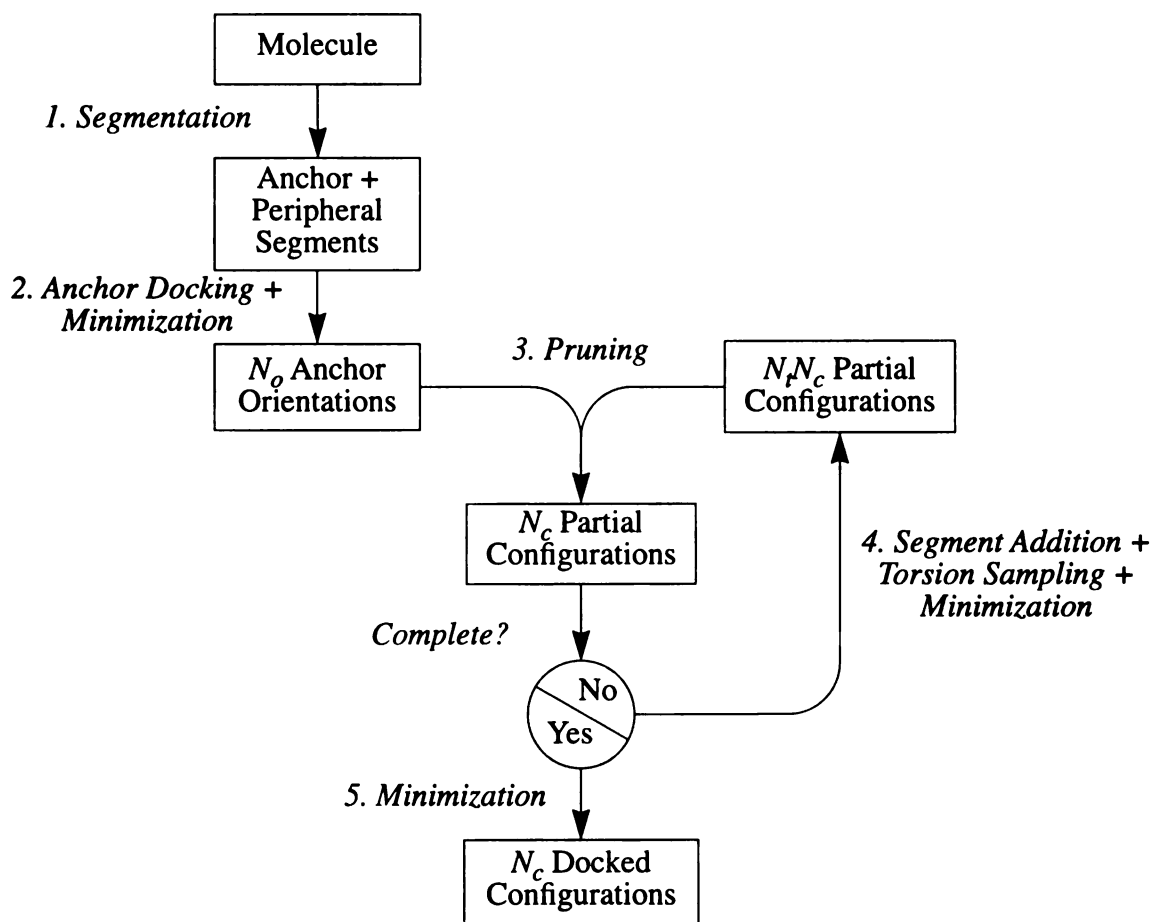 Molecule
1. Segmentation
Anchor +
Peripheral
Segments
2. Anchor Docking +
Minimization
N_o Anchor
Orientations
3. Pruning
N_tN_c Partial
Configurations
N_c Partial
Configurations
4. Segment Addition +
Torsion Sampling +
Minimization
Complete?
No
Yes
5. Minimization
N_c Docked
Configurations